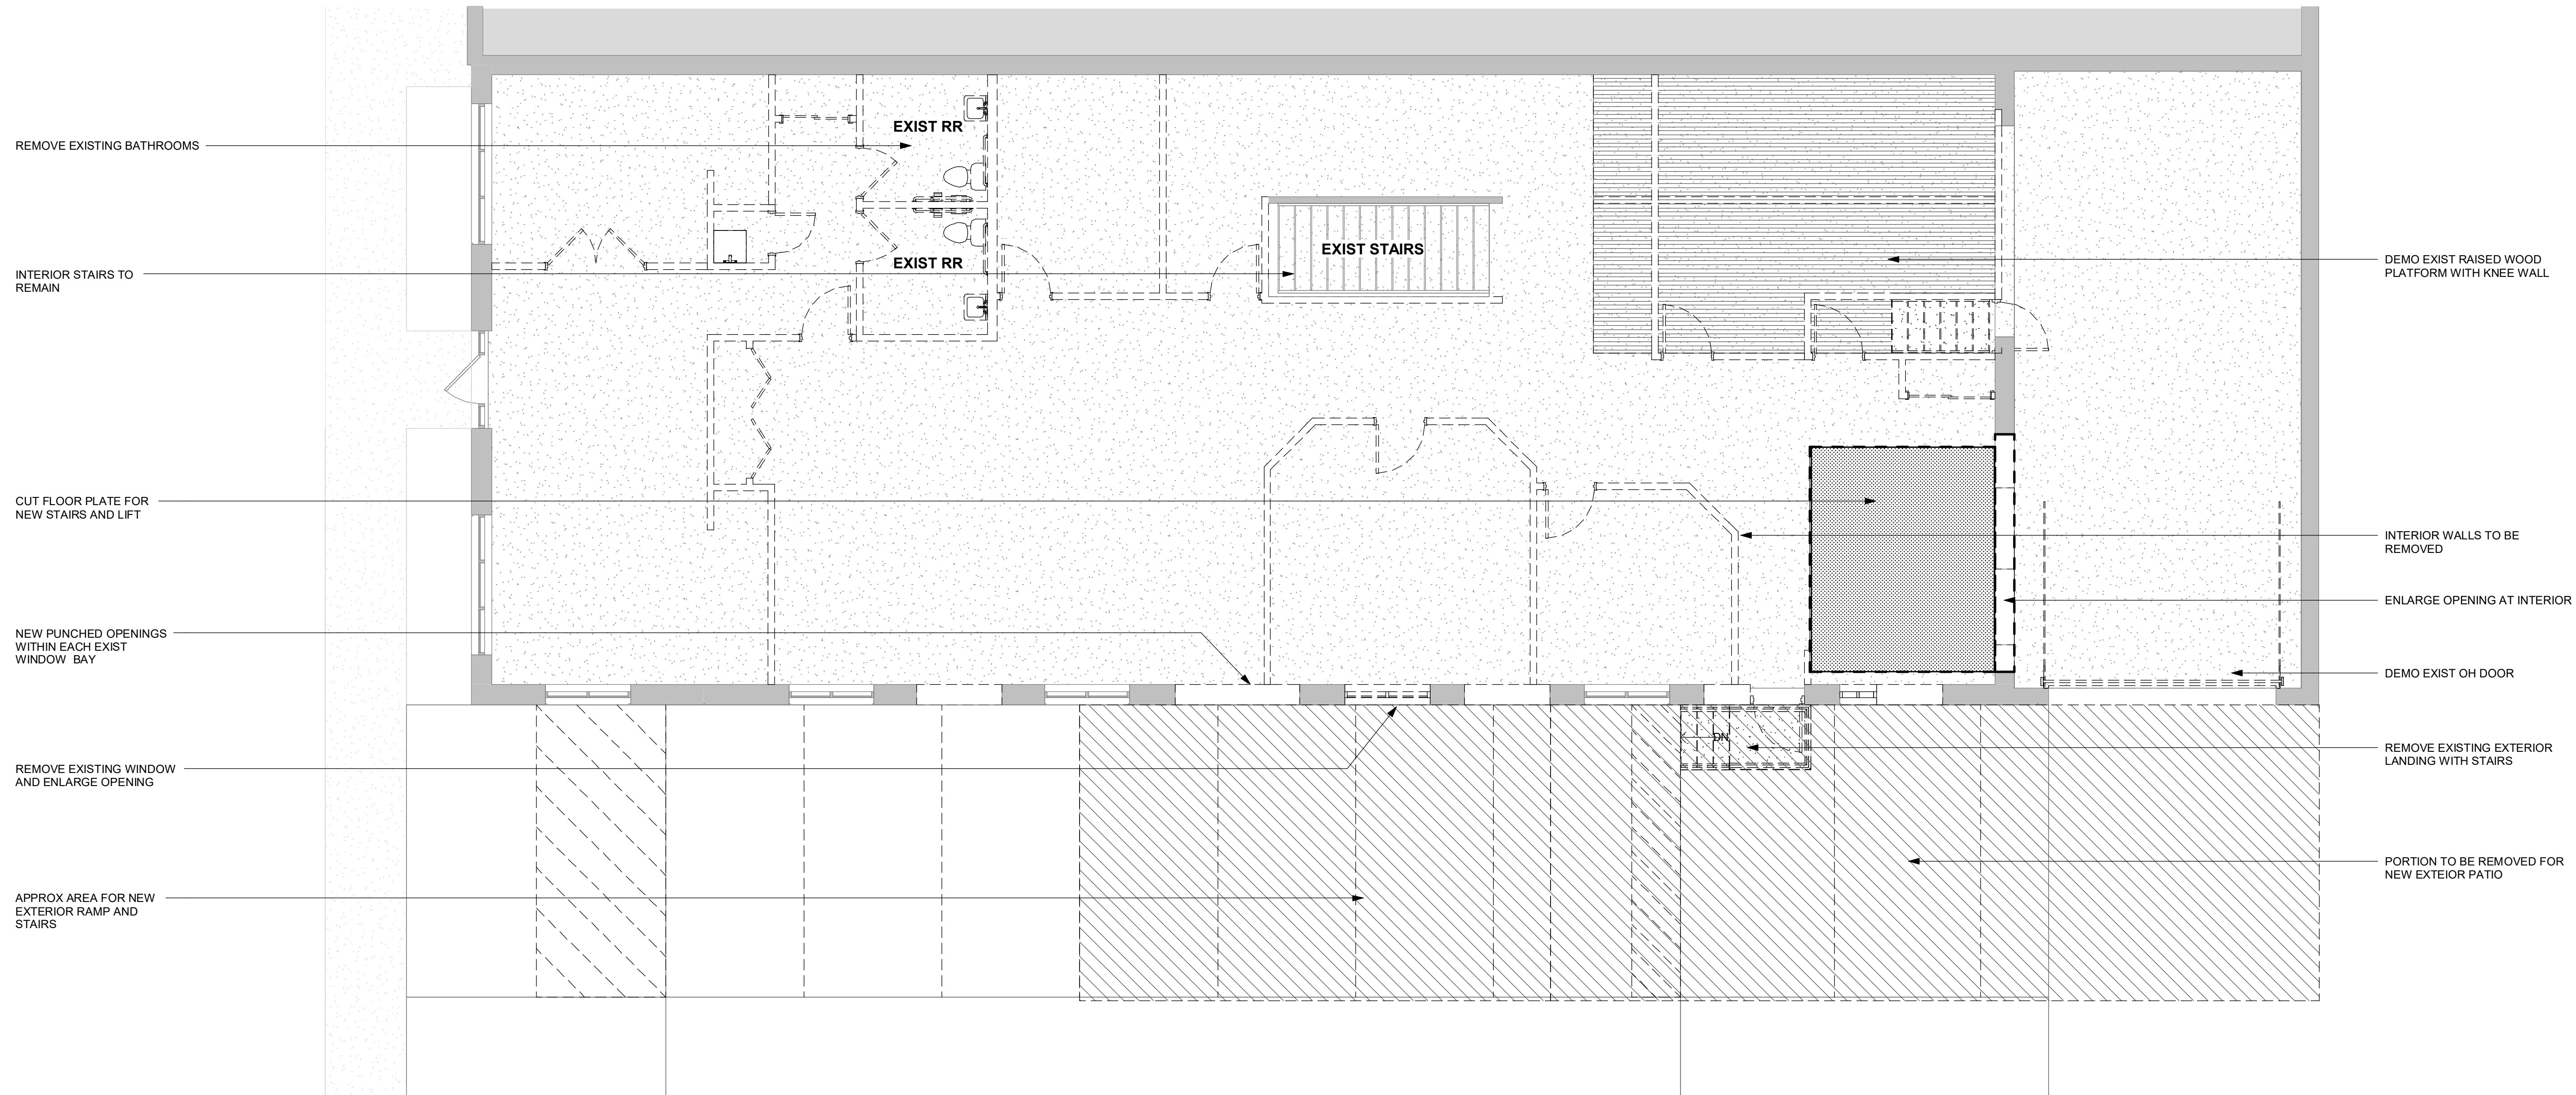 REMOVE EXISTING BATHROOMS
INTERIOR STAIRS TO
REMAIN
CUT FLOOR PLATE FOR
NEW STAIRS AND LIFT
NEW PUNCHED OPENINGS
WITHIN EACH EXIST
WINDOW BAY
REMOVE EXISTING WINDOW
AND ENLARGE OPENING
APPROX AREA FOR NEW
EXTERIOR RAMP AND
STAIRS
EXIST RR
EXIST RR
EXIST STAIRS
DN
DEMO EXIST RAISED WOOD
PLATFORM WITH KNEE WALL
INTERIOR WALLS TO BE
REMOVED
ENLARGE OPENING AT INTERIOR
DEMO EXIST OH DOOR
REMOVE EXISTING EXTERIOR
LANDING WITH STAIRS
PORTION TO BE REMOVED FOR
NEW EXTEIOR PATIO